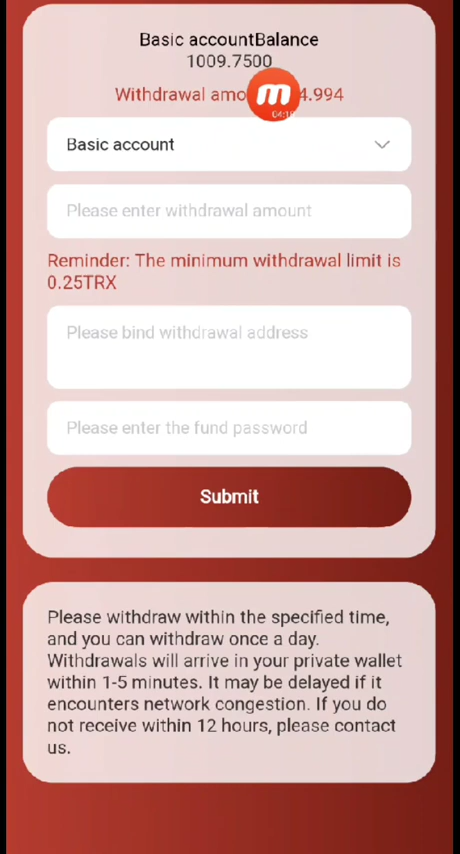 Basic accountBalance
1009.7500
Withdrawal amo 4.994
m
04:1
Basic account
Please enter withdrawal amount
Reminder: The minimum withdrawal limit is
0.25TRX
Please bind withdrawal address
Please enter the fund password
Submit
Please withdraw within the specified time,
and you can withdraw once a day.
Withdrawals will arrive in your private wallet
within 1-5 minutes. It may be delayed if it
encounters network congestion. If you do
not receive within 12 hours, please contact
us.